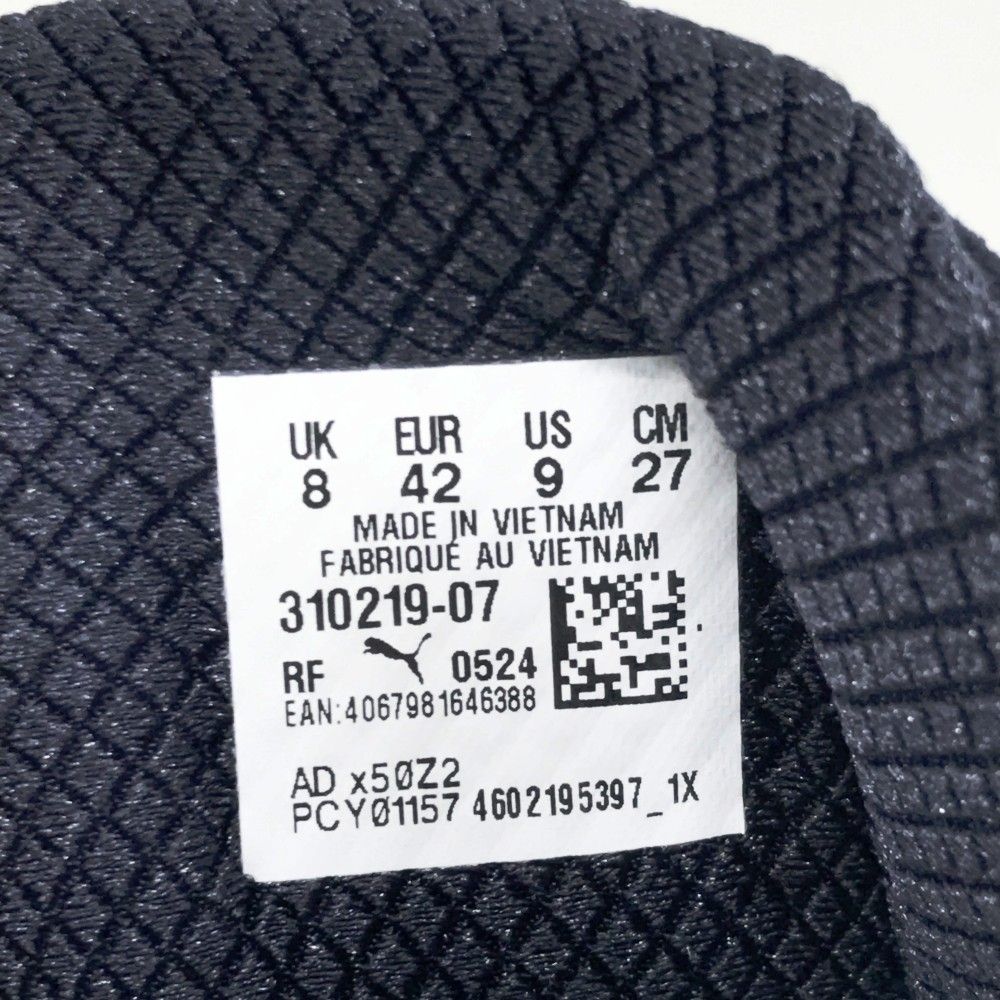 UK EUR US CM
8 42 9 27
MADE IN VIETNAM
FABRIQUÉ AU VIETNAM
310219-07
RF 0524
EAN:4067981646388
AD x50Z2
PCY01157 4602195397_1X